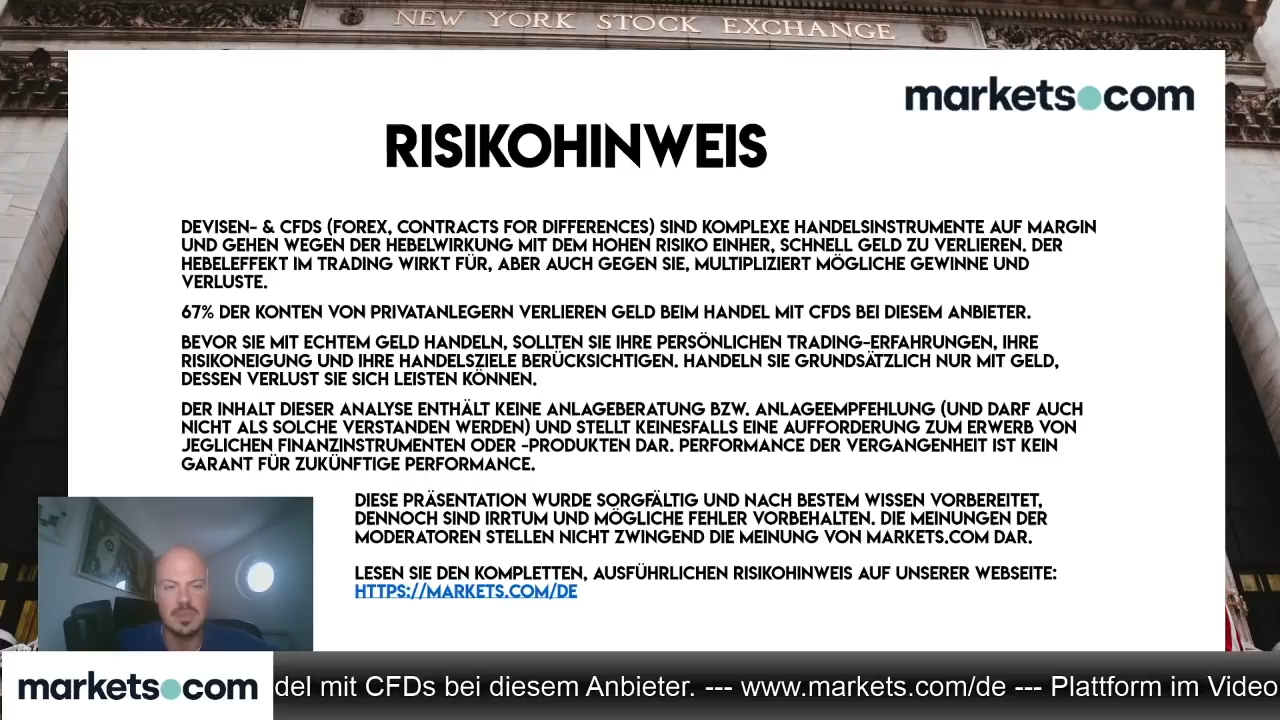 NEW YORK STOCK EXCHANGE
markets.com
RISIKOHINWEIS
DEVISEN- & CFDS (FOREX, CONTRACTS FOR DIFFERENCES) SIND KOMPLEXE HANDELSINSTRUMENTE AUF MARGIN
UND GEHEN WEGEN DER HEBELWIRKUNG MIT DEM HOHEN RISIKO EINHER, SCHNELL GELD ZU VERLIEREN. DER
HEBELEFFEKT IM TRADING WIRKT FÜR, ABER AUCH GEGEN SIE, MULTIPLIZIERT MÖGLICHE GEWINNE UND
VERLUSTE.
67% DER KONTEN VON PRIVATANLEGERN VERLIEREN GELD BEIM HANDEL MIT CFDS BEI DIESEM ANBIETER.
BEVOR SIE MIT ECHTEM GELD HANDELN, SOLLTEN SIE IHRE PERSÖNLICHEN TRADING-ERFAHRUNGEN, IHRE
RISIKONEIGUNG UND IHRE HANDELSZIELE BERÜCKSICHTIGEN. HANDELN SIE GRUNDSÄTZLICH NUR MIT GELD,
DESSEN VERLUST SIE SICH LEISTEN KÖNNEN.
DER INHALT DIESER ANALYSE ENTHÄLT KEINE ANLAGEBERATUNG BZW. ANLAGEEMPFEHLUNG (UND DARF AUCH
NICHT ALS SOLCHE VERSTANDEN WERDEN) UND STELLT KEINESFALLS EINE AUFFORDERUNG ZUM ERWERB VON
JEGLICHEN FINANZINSTRUMENTEN ODER -PRODUKTEN DAR. PERFORMANCE DER VERGANGENHEIT IST KEIN
GARANT FÜR ZUKÜNFTIGE PERFORMANCE.
DIESE PRÄSENTATION WURDE SORGFÄLTIG UND NACH BESTEM WISSEN VORBEREITET,
DENNOCH SIND IRRTUM UND MÖGLICHE FEHLER VORBEHALTEN. DIE MEINUNGEN DER
MODERATOREN STELLEN NICHT ZWINGEND DIE MEINUNG VON MARKETS.COM DAR.
LESEN SIE DEN KOMPLETTEN, AUSFÜHRLICHEN RISIKOHINWEIS AUF UNSERER WEBSEITE:
HTTPS://MARKETS.COM/DE
markets.com
del mit CFDs bei diesem Anbieter. --- www.markets.com/de --- Plattform im Video